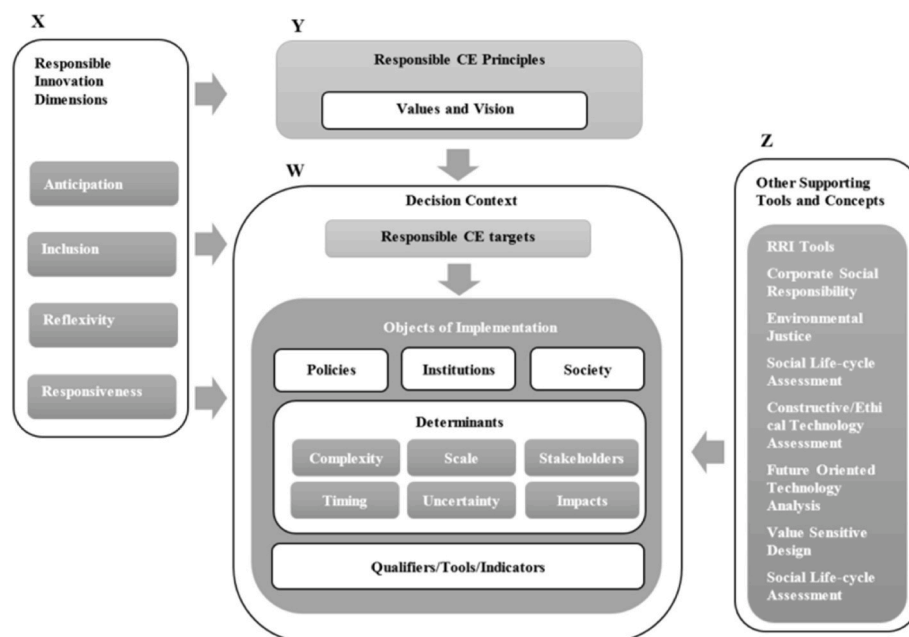 X
Responsible
Innovation
Dimensions
Anticipation
Inclusion
Reflexivity
Responsiveness
Y
Responsible CE Principles
Values and Vision
W
Decision Context
Responsible CE targets
Objects of Implementation
Policies
Institutions
Society
Determinants
Complexity
Scale
Stakeholders
Timing
Uncertainty
Impacts
Qualifiers/Tools/Indicators
Z
Other Supporting
Tools and Concepts
RRI Tools
Corporate Social
Responsibility
Environmental
Justice
Social Life-cycle
Assessment
Constructive/Ethi
cal Technology
Assessment
Future Oriented
Technology
Analysis
Value Sensitive
Design
Social Life-cycle
Assessment